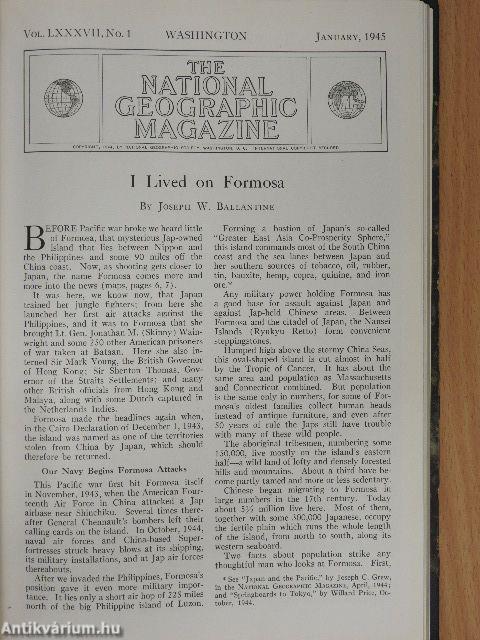 VOL. LXXXVII, NO. 1 WASHINGTON JANUARY, 1945
THE
NATIONAL
GEOGRAPHIC
MAGAZINE
COPYRIGHT, 1944, BY NATIONAL GEOGRAPHIC SOCIETY, WASHINGTON, D. C. INTERNATIONAL COPYRIGHT SECURED
I Lived on Formosa
BY JOSEPH W. BALLANTINE
BEFORE Pacific war broke we heard little
of Formosa, that mysterious Jap-owned
island that lies between Nippon and
the Philippines and some 90 miles off the
China coast. Now, as shooting gets closer to
Japan, the name Formosa comes more and
more into the news (maps, pages 6, 7).
It was here, we know now, that Japan
trained her jungle fighters; from here she
launched her first air attacks against the
Philippines, and it was to Formosa that she
brought Lt. Gen. Jonathan M. (Skinny) Wain-
wright and some 250 other American prisoners
of war taken at Bataan. Here she also in-
terned Sir Mark Young, the British Governor
of Hong Kong; Sir Shenton Thomas, Gov-
ernor of the Straits Settlements; and many
other British officials from Hong Kong and
Malaya, along with some Dutch captured in
the Netherlands Indies.
Formosa made the headlines again when,
in the Cairo Declaration of December 1, 1943,
the island was named as one of the territories
stolen from China by Japan, which should
therefore be returned.
Our Navy Begins Formosa Attacks
This Pacific war first hit Formosa itself
in November, 1943, when the American Four-
teenth Air Force in China attacked a Jap
airbase near Shinchiku. Several times there-
after General Chennault's bombers left their
calling cards on the island. In October, 1944,
naval air forces and China-based Super-
fortresses struck heavy blows at its shipping,
its military installations, and at Jap air forces
thereabouts.
After we invaded the Philippines, Formosa's
position gave it even more military impor-
tance. It lies only a short air hop of 225 miles
north of the big Philippine island of Luzon.
Forming a bastion of Japan's so-called
"Greater East Asia Co-Prosperity Sphere,"
this island commands most of the South China
coast and the sea lanes between Japan and
her southern sources of tobacco, oil, rubber,
tin, bauxite, hemp, copra, quinine, and iron
ore.*
Any military power holding Formosa has
a good base for assault against Japan and
against Jap-held Chinese areas. Between
Formosa and the citadel of Japan, the Nansei
Islands (Ryukyu Retto) form convenient
steppingstones.
Humped high above the stormy China Seas,
this oval-shaped island is cut almost in half
by the Tropic of Cancer. It has about the
same area and population as Massachusetts
and Connecticut combined. But population
is the same only in numbers, for some of For-
mosa's oldest families collect human heads
instead of antique furniture, and even after
50 years of rule the Japs still have trouble
with many of these wild people.
The aboriginal tribesmen, numbering some
150,000, live mostly on the island's eastern
half—a wild land of lofty and densely forested
hills and mountains. About a third have be-
come partly tamed and more or less sedentary.
Chinese began migrating to Formosa in
large numbers in the 17th century. Today
about 5½ million live here. Most of them,
together with some 300,000 Japanese, occupy
the fertile plain which runs the whole length
of the island, from north to south, along its
western seaboard.
Two facts about population strike any
thoughtful man who looks at Formosa. First,
* See "Japan and the Pacific," by Joseph C. Grew,
in the NATIONAL GEOGRAPHIC MAGAZINE, April, 1944;
and "Springboards to Tokyo," by Willard Price, Oc-
tober, 1944.
Antikvárium.hu